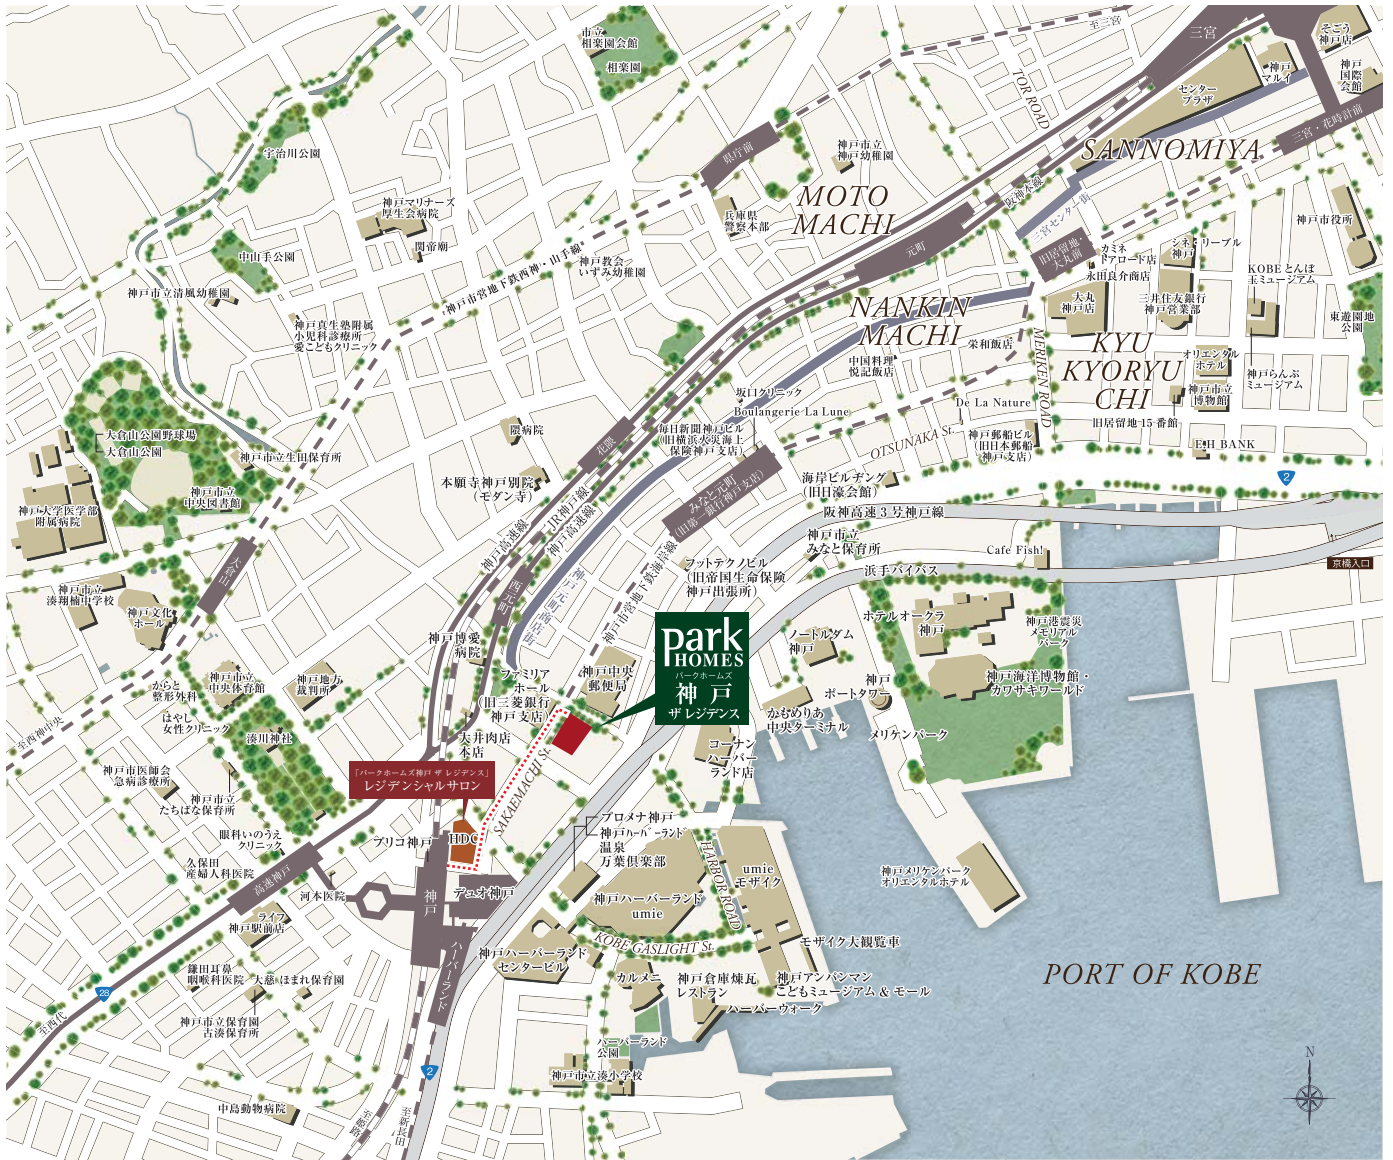 至三宮
三宮
そごう
神戸店
市立
相楽園会館
相楽園
神戸
マルイ
神戸
国際
会館
TOR ROAD
センター
プラザ
三宮・花時計前
SANNOMIYA
宇治川公園
県庁前
神戸市立
神戸幼稚園
阪神本線
三宮センター街
MOTO
MACHI
神戸マリナーズ
厚生会病院
兵庫県
警察本部
神戸市役所
関帝廟
元町
旧居留地・
大丸前
カミネ
トアロード店
シネ・リーブル
神戸
中山手公園
神戸市営地下鉄西神・山手線
神戸教会
いずみ幼稚園
永田良介商店
KOBEとんぼ
玉ミュージアム
神戸市立清風幼稚園
NANKIN
MACHI
大丸
神戸店
三井住友銀行
神戸営業部
東遊園地
公園
神戸真生塾附属
小児科診療所
愛こどもクリニック
栄和飯店
MERIKEN ROAD
KYU
KYORYU
CHI
オリエンタル
ホテル
中国料理
悦記飯店
神戸らんぷ
ミュージアム
神戸市立
博物館
坂口クリニック
Boulangerie La Lune
De La Nature
旧居留地15番館
大倉山公園野球場
大倉山公園
隈病院
花隈
毎日新聞神戸ビル
(旧横浜火災海上
保険神戸支店)
OTSUNAKA St.
神戸郵船ビル
(旧日本郵船
神戸支店)
E.H BANK
神戸市立生田保育所
みなと元町
(旧第一銀行神戸支店)
海岸ビルヂング
(旧日濠会館)
2
本願寺神戸別院
(モダン寺)
神戸市立
中央図書館
神戸大学医学部
附属病院
阪神高速3号神戸線
神戸高速線
JR神戸線
神戸高速線
神戸市立
みなと保育所
Cafe Fish!
大倉山
神戸市営地下鉄海岸線
フットテクノビル
(旧帝国生命保険
神戸出張所)
浜手バイパス
京橋入口
神戸市立
湊翔楠中学校
西元町
神戸元町商店街
神戸文化
ホール
park
HOMES
パークホームズ
神戸
ザ レジデンス
ホテルオークラ
神戸
神戸港震災
メモリアル
パーク
神戸博愛
病院
ノートルダム
神戸
ファミリア
ホール
(旧三菱銀行
神戸支店)
神戸中央
郵便局
神戸海洋博物館・
カワサキワールド
からと
整形外科
神戸市立
中央体育館
神戸地方
裁判所
神戸
ポートタワー
はやし
女性クリニック
かもめりあ
中央ターミナル
至西神中央
湊川神社
大井肉店
本店
コーナン
ハーバー
ランド店
メリケンパーク
神戸市医師会
急病診療所
「パークホームズ神戸 ザ レジデンス」
レジデンシャルサロン
SAKAEMACHI St.
神戸市立
たちばな保育所
プロメナ神戸
神戸ハーバーランド
温泉
万葉倶楽部
眼科いのうえ
クリニック
プリコ神戸
HDC
HARBOR ROAD
umie
モザイク
久保田
産婦人科医院
高速神戸
河本医院
神戸
デュオ神戸
神戸ハーバーランド
umie
神戸メリケンパーク
オリエンタルホテル
ライフ
神戸駅前店
KOBE GASLIGHT St.
モザイク大観覧車
ハーバーランド
神戸ハーバーランド
センタービル
鎌田耳鼻
咽喉科医院
大慈 ほまれ保育園
カルメニ
神戸倉庫煉瓦
レストラン
神戸アンパンマン
こどもミュージアム & モール
PORT OF KOBE
28
至西代
ハーバーウォーク
神戸市立保育園
古湊保育所
ハーバーランド
公園
2
神戸市立湊小学校
N
中島動物病院
至姫路
至新長田